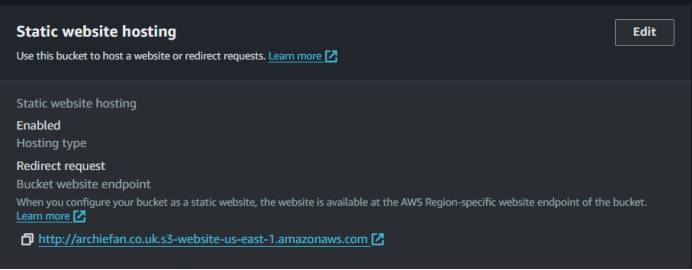 Static website hosting
Edit
Use this bucket to host a website or redirect requests. Learn more
Static website hosting
Enabled
Hosting type
Redirect request
Bucket website endpoint
When you configure your bucket as a static website, the website is available at the AWS Region-specific website endpoint of the bucket.
Learn more
http://archiefan.co.uk.s3-website-us-east-1.amazonaws.com